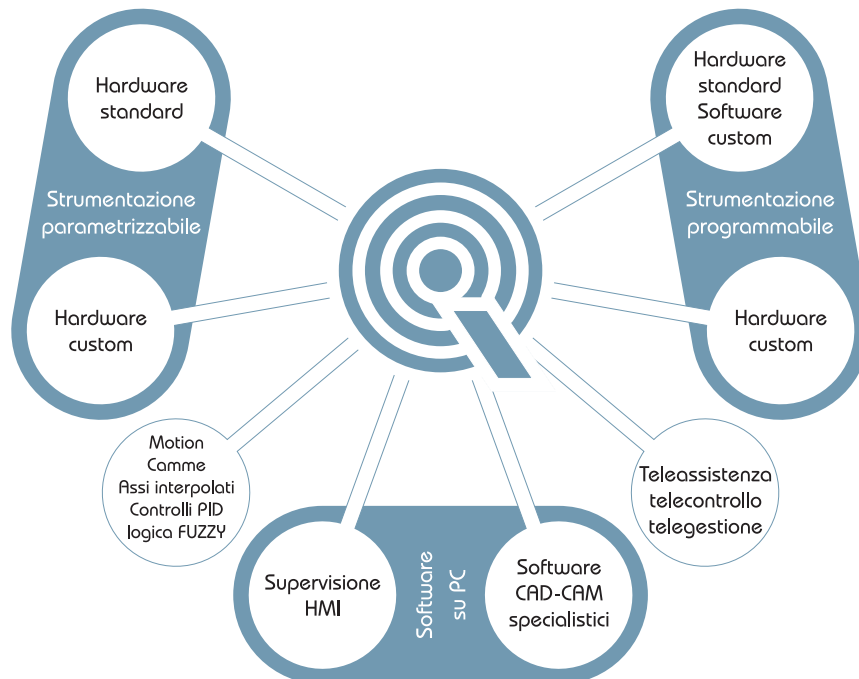 Hardware
standard
Strumentazione
parametrizzabile
Hardware
custom
Hardware
standard
Software
custom
Strumentazione
programmabile
Hardware
custom
Motion
Camme
Assi interpolati
Controlli PID
logica FUZZY
Teleassistenza
telecontrollo
telegestione
Supervisione
HMI
Software
su PC
Software
CAD-CAM
specialistici